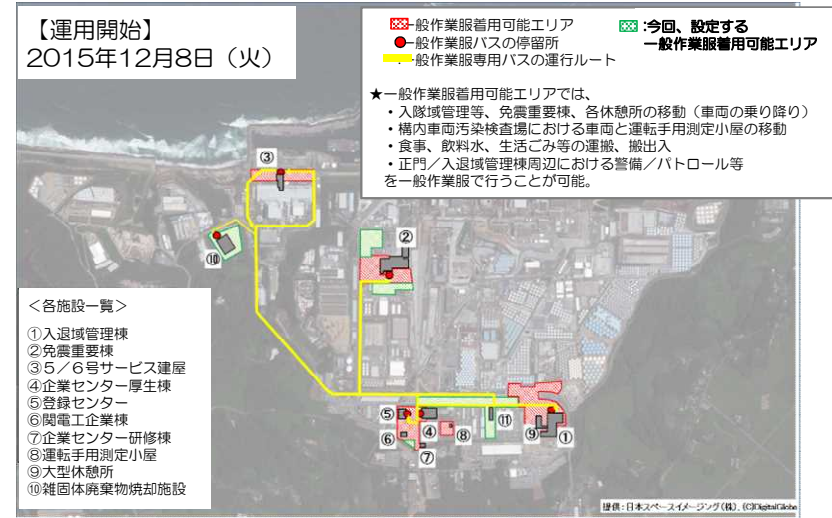 【運用開始】
2015年12月8日（火）
一般作業服着用可能エリア
一般作業服バスの停留所
一般作業服専用バスの運行ルート
:今回、設定する
一般作業服着用可能エリア
★一般作業服着用可能エリアでは、
・入隊域管理等、免震重要棟、各休憩所の移動（車両の乗り降り）
・構内車両汚染検査場における車両と運転手用測定小屋の移動
・食事、飲料水、生活ごみ等の運搬、搬出入
・正門／入退域管理棟周辺における警備／パトロール等
を一般作業服で行うことが可能。
③
⑩
②
⑤
④
⑥
⑦
⑧
⑪
⑨
①
＜各施設一覧＞
①入退域管理棟
②免震重要棟
③５／６号サービス建屋
④企業センター厚生棟
⑤登録センター
⑥関電工企業棟
⑦企業センター研修棟
⑧運転手用測定小屋
⑨大型休憩所
⑩雑固体廃棄物焼却施設
提供：日本スペースイメージング(株)、(C)DigitalGlobe